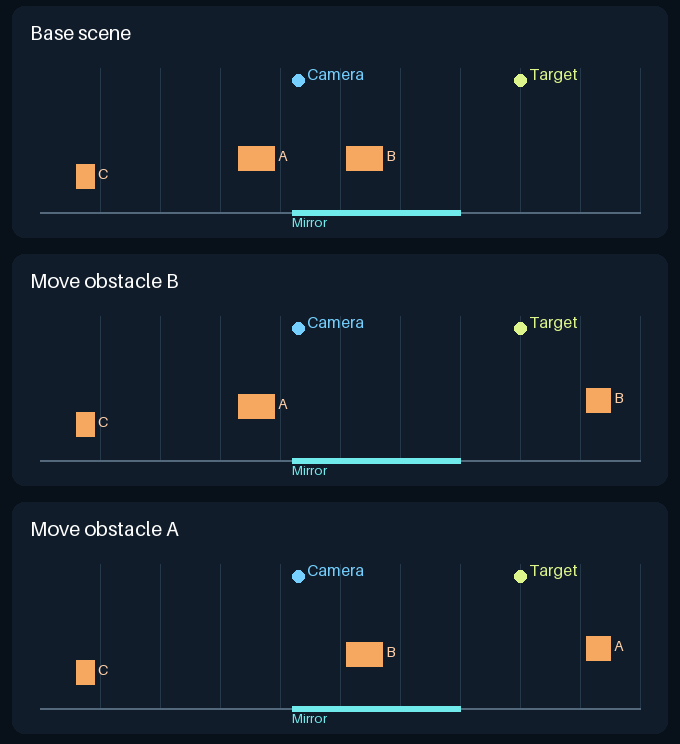 Base scene
Camera
Target
A
B
C
Mirror
Move obstacle B
Camera
Target
B
A
C
Mirror
Move obstacle A
Camera
Target
A
B
C
Mirror